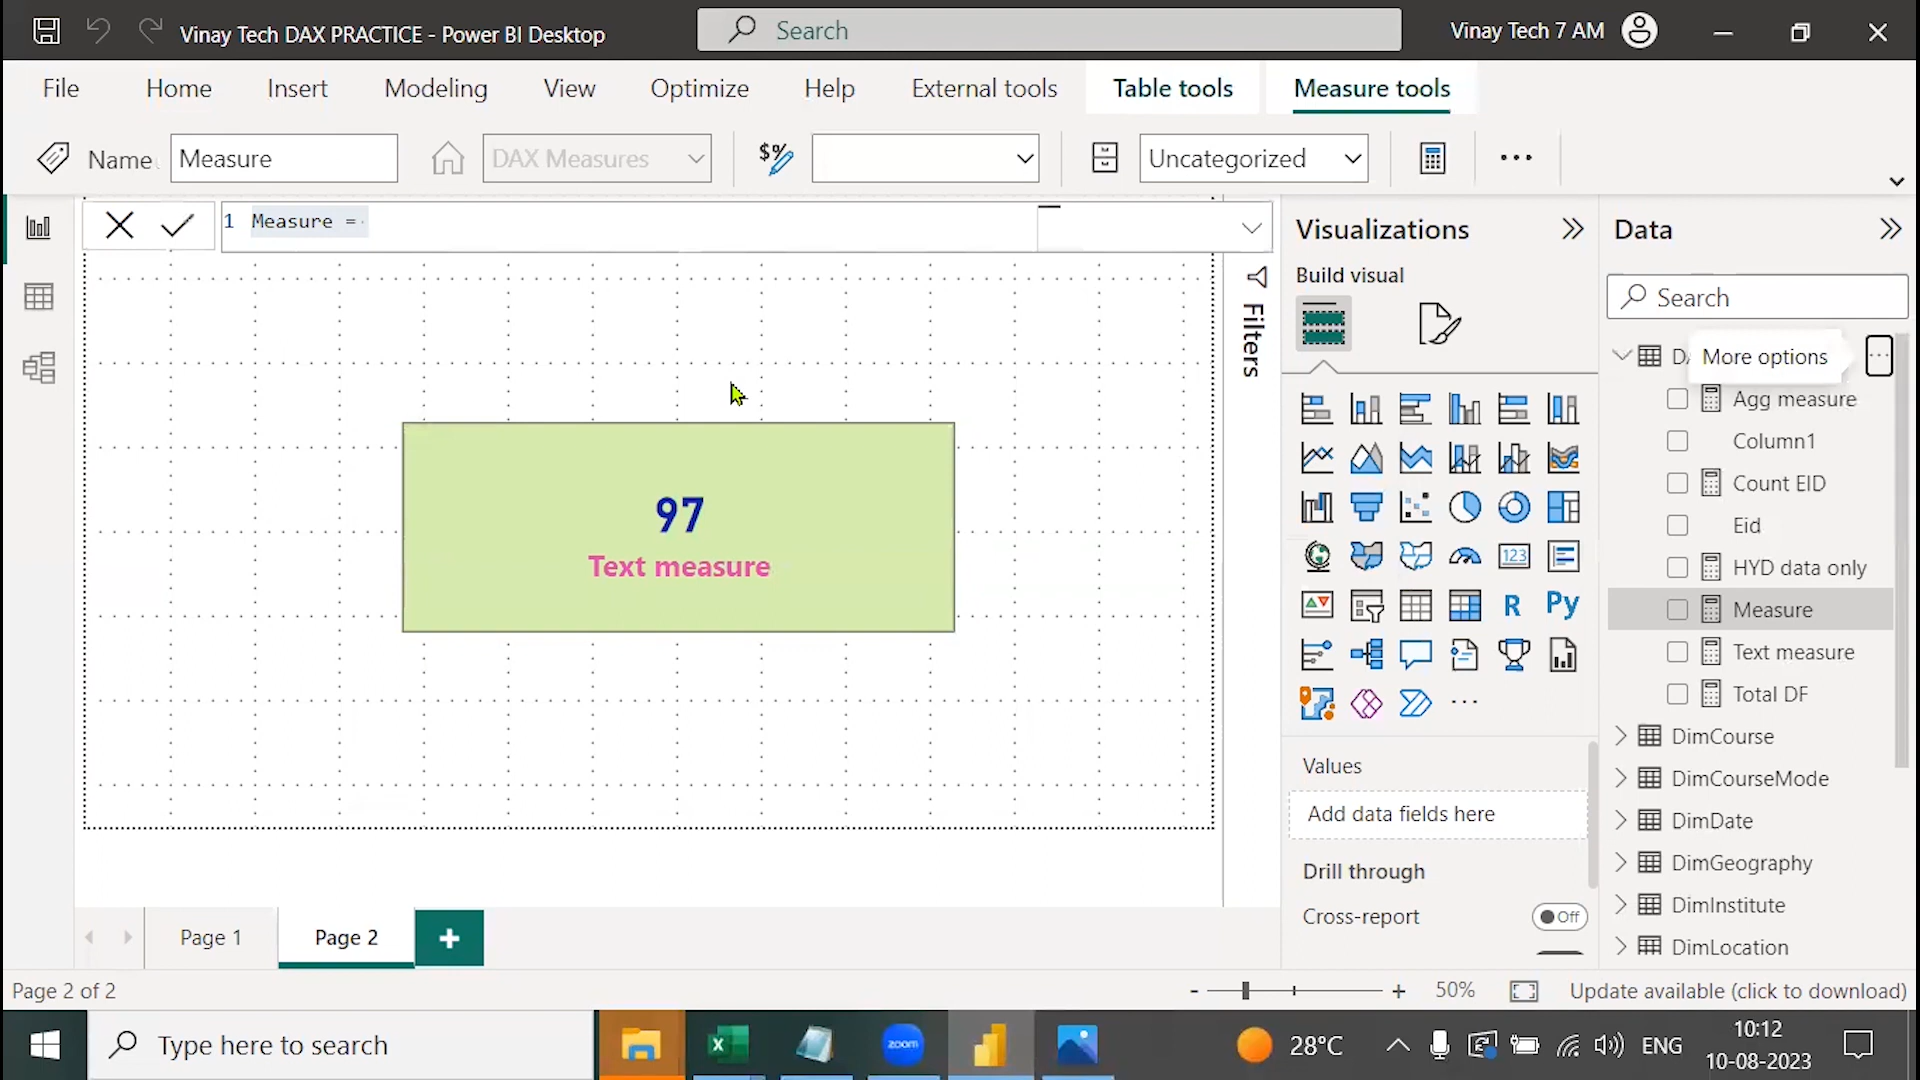 Vinay Tech DAX PRACTICE - Power BI Desktop
Search
Vinay Tech 7 AM
File Home Insert Modeling View Optimize Help External tools Table tools Measure tools
Name Measure
DAX Measures
$%
Uncategorized
1 Measure =
97
Text measure
Filters
Visualizations
Build visual
123
R
Py
Values
Add data fields here
Drill through
Cross-report
Off
Data
Search
More options
Agg measure
Column1
Count EID
Eid
HYD data only
Measure
Text measure
Total DF
DimCourse
DimCourseMode
DimDate
DimGeography
DimInstitute
DimLocation
Page 1
Page 2
Page 2 of 2
- + 50%
Update available (click to download)
Type here to search
zoom
28°C
ENG
10:12
10-08-2023